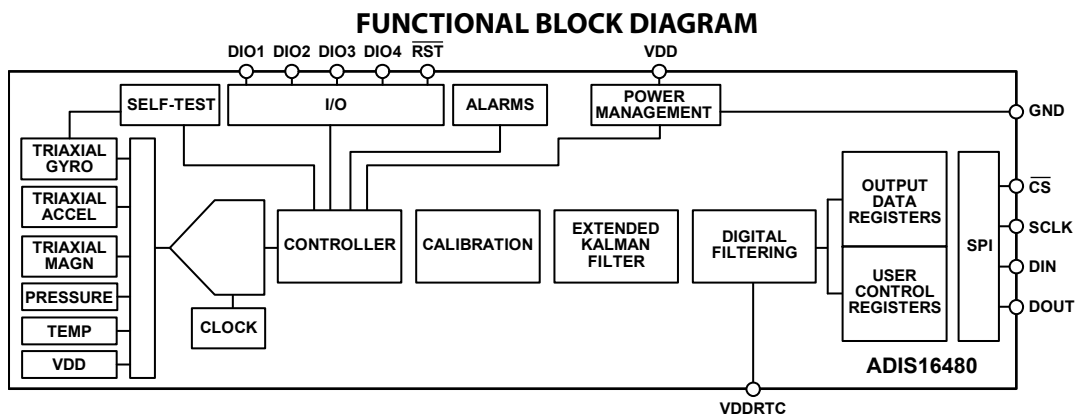 FUNCTIONAL BLOCK DIAGRAM
DIO1 DIO2 DIO3 DIO4 RST VDD
SELF-TEST I/O ALARMS POWER
MANAGEMENT
GND
TRIAXIAL
GYRO
TRIAXIAL
ACCEL
TRIAXIAL
MAGN
PRESSURE
TEMP
VDD
CLOCK
CONTROLLER
CALIBRATION
EXTENDED
KALMAN
FILTER
DIGITAL
FILTERING
OUTPUT
DATA
REGISTERS
USER
CONTROL
REGISTERS
SPI
CS
SCLK
DIN
DOUT
ADIS16480
VDDRTC